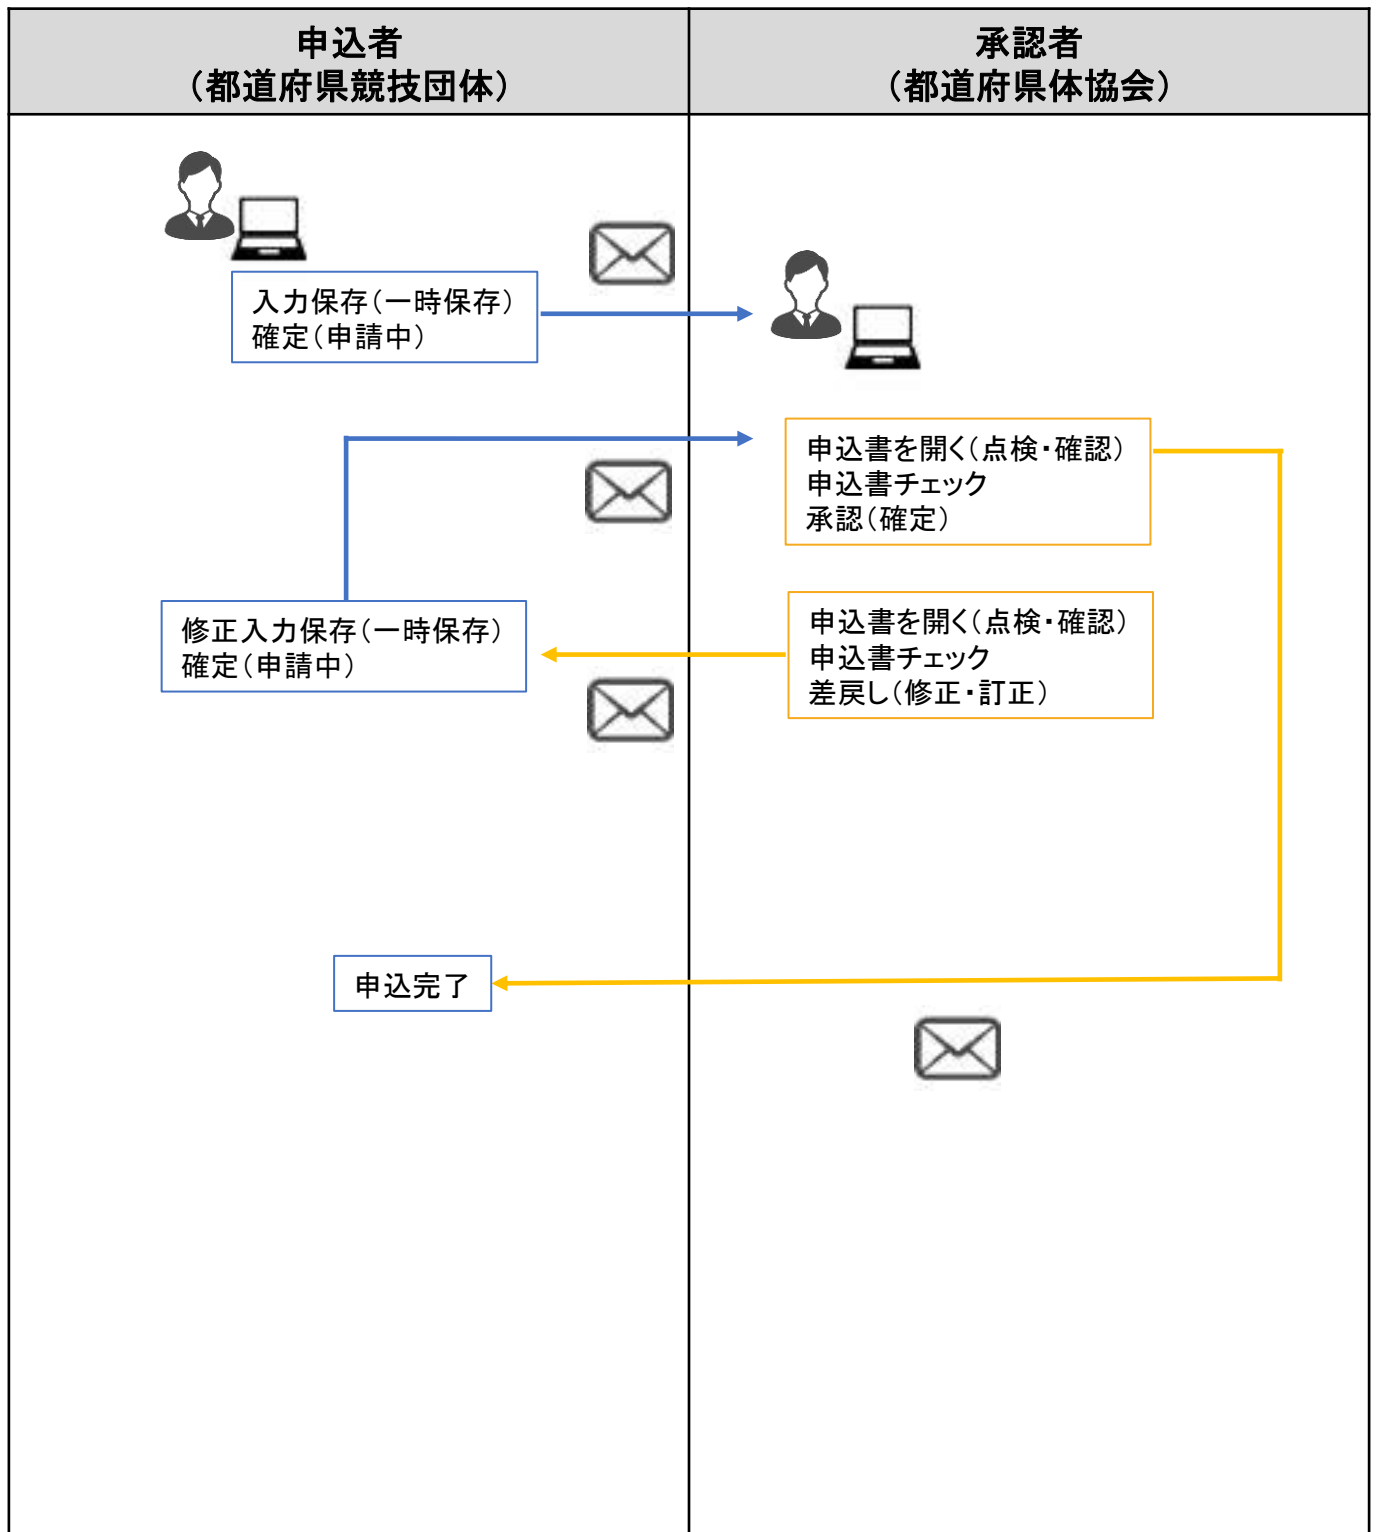 申込者
（都道府県競技団体）
承認者
（都道府県体協会）
入力保存（一時保存）
確定（申請中）
申込書を開く（点検・確認）
申込書チェック
承認（確定）
修正入力保存（一時保存）
確定（申請中）
申込書を開く（点検・確認）
申込書チェック
差戻し（修正・訂正）
申込完了